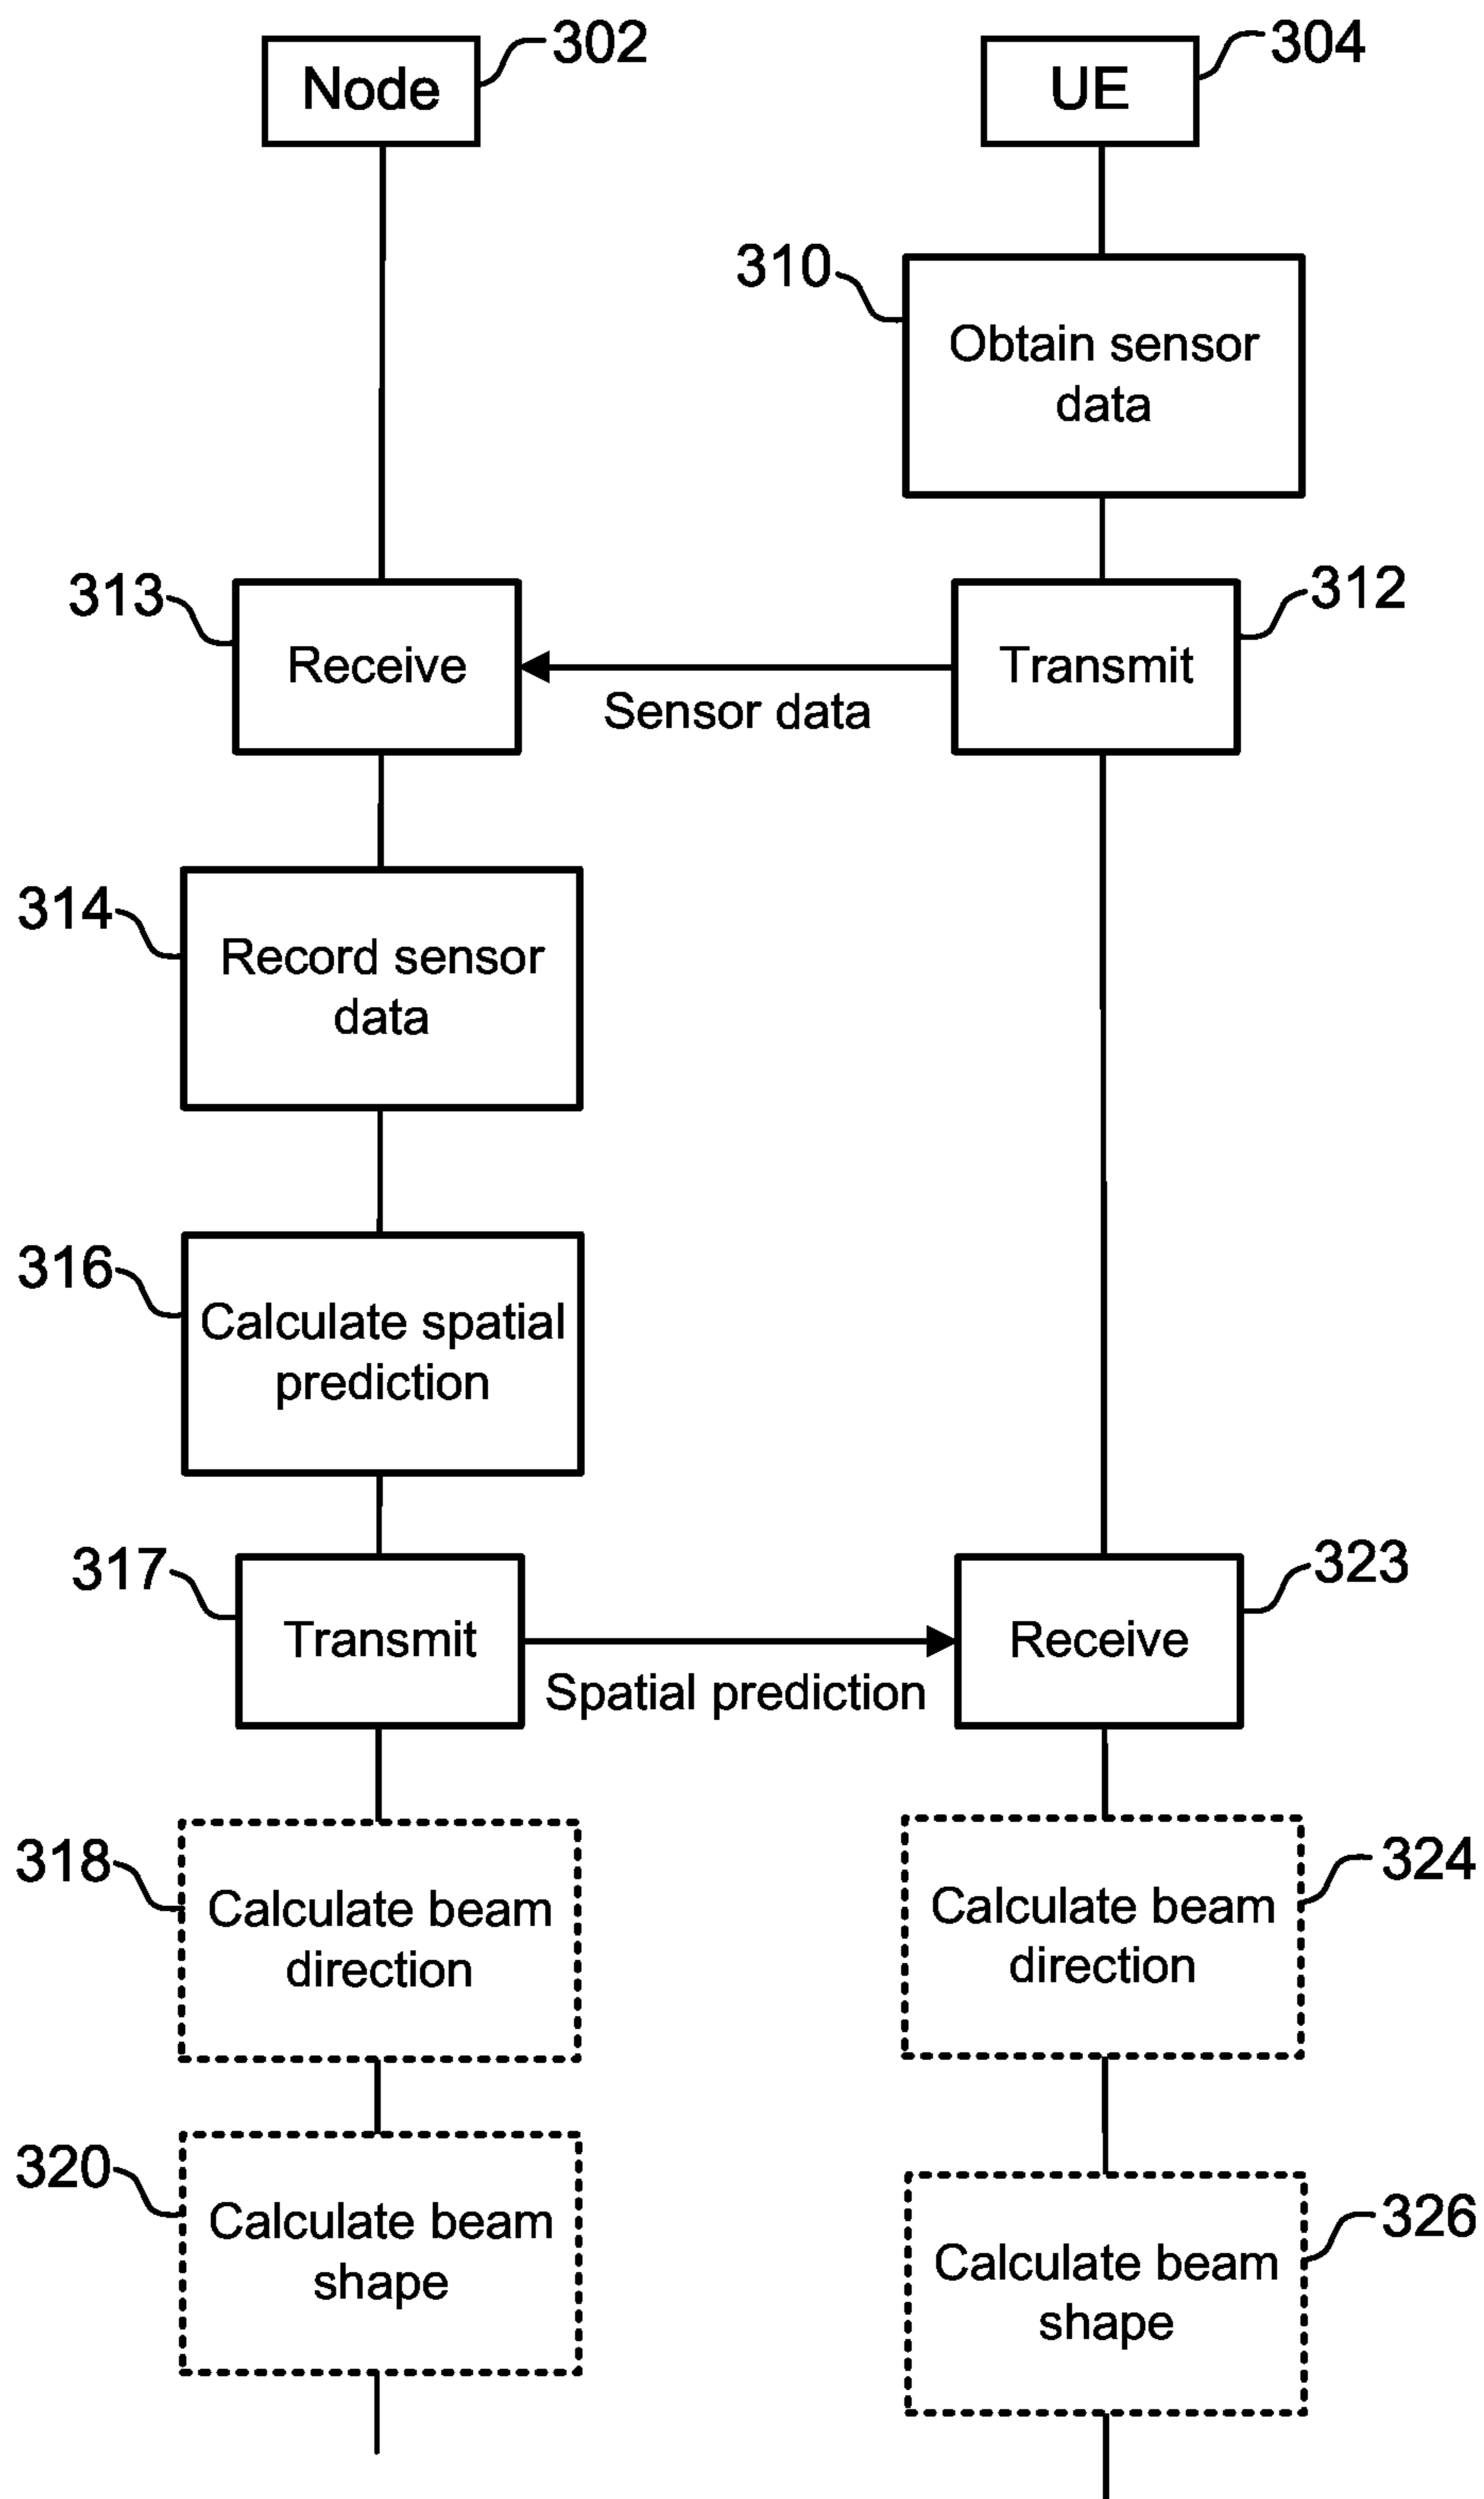 302
304
Node
UE
310
Obtain sensor
data
313
312
Receive
Transmit
Sensor data
314
Record sensor
data
316
Calculate spatial
prediction
317
323
Transmit
Receive
Spatial prediction
318
324
Calculate beam
direction
Calculate beam
direction
320
326
Calculate beam
shape
Calculate beam
shape